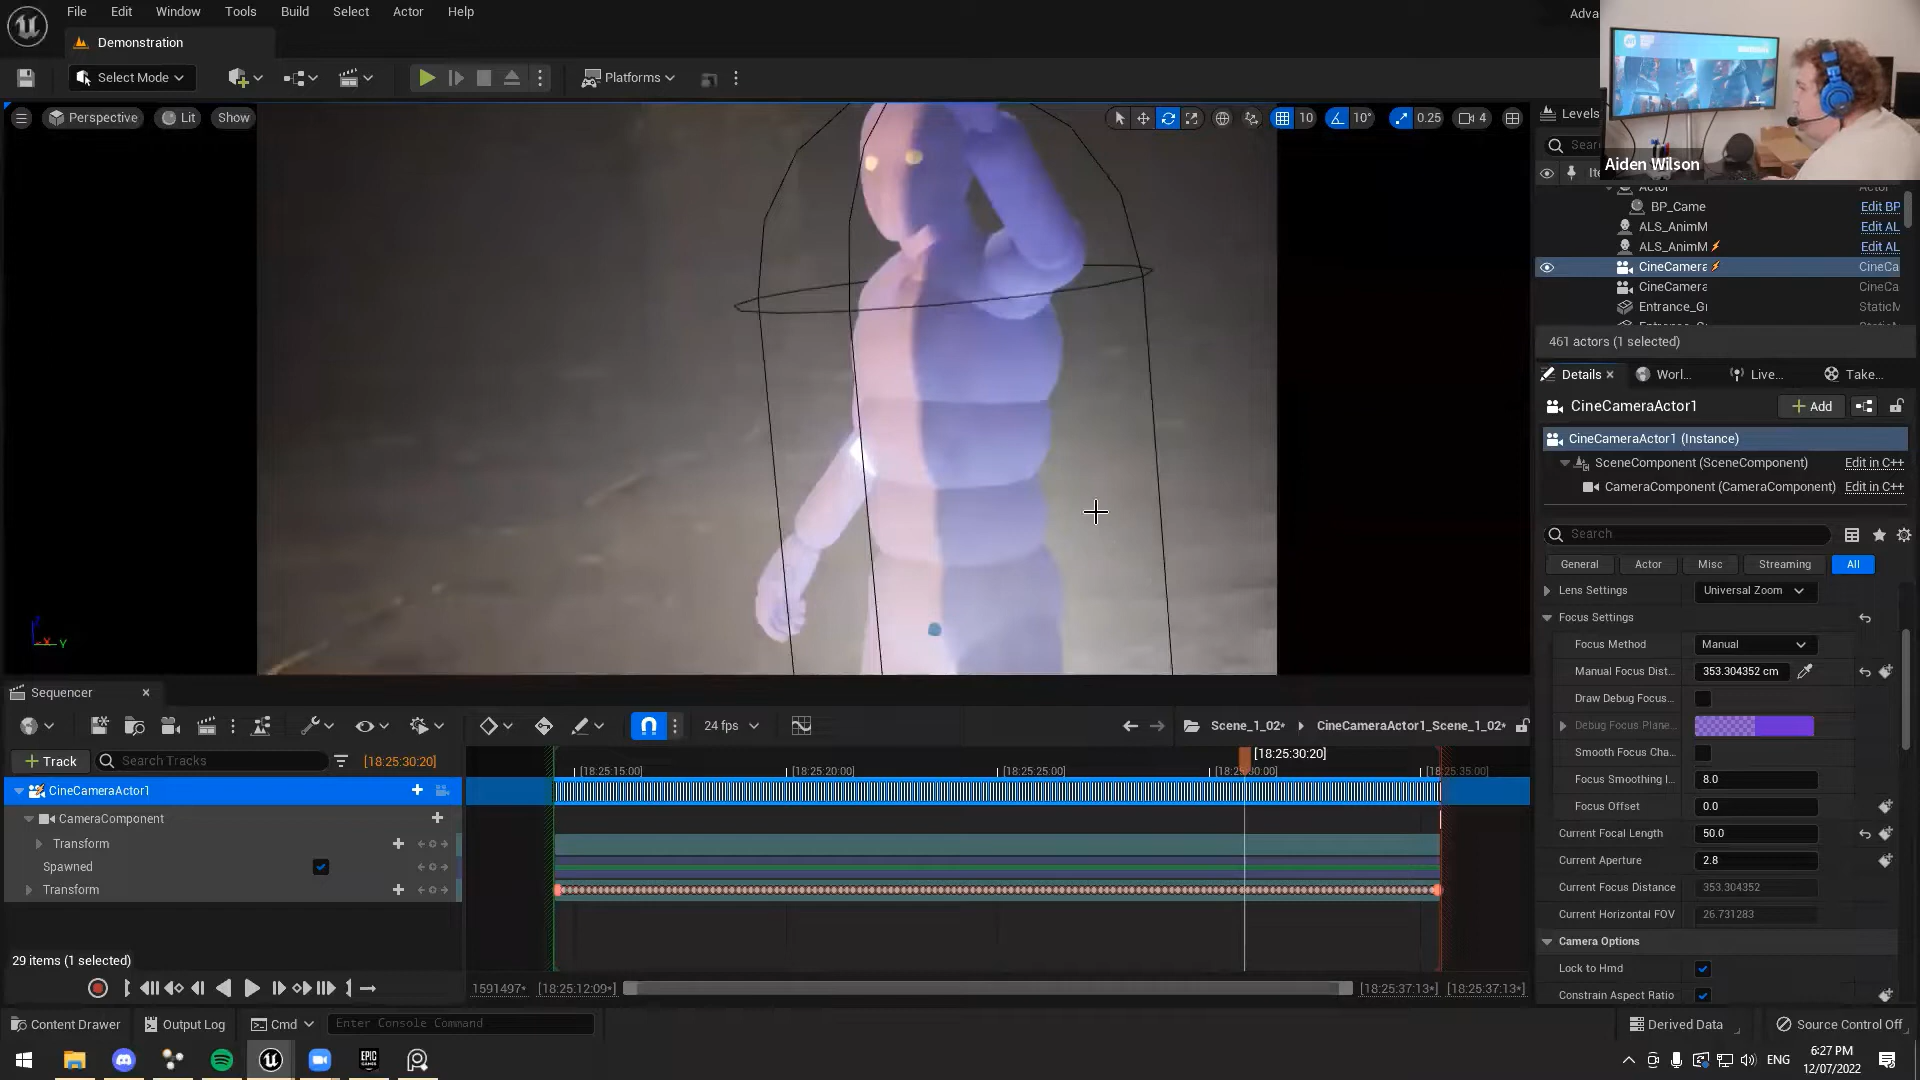 File Edit Window Tools Build Select Actor Help
Adva
Demonstration
Select Mode
Platforms
Perspective Lit Show
10 10° 0.25 4
Levels
Aiden Wilson
Actor Actor
BP_Came Edit BP
ALS_AnimM Edit AL
ALS_AnimM Edit AL
CineCamera CineCa
CineCamera CineCa
Entrance_Gr StaticM
461 actors (1 selected)
Details Worl... Live... Take...
CineCameraActor1 Add
CineCameraActor1 (Instance)
SceneComponent (SceneComponent) Edit in C++
CameraComponent (CameraComponent) Edit in C++
Search
General Actor Misc Streaming All
Lens Settings Universal Zoom
Focus Settings
Focus Method Manual
Manual Focus Dist... 353.304352 cm
Draw Debug Focus...
Debug Focus Plane...
Smooth Focus Cha...
Focus Smoothing I... 8.0
Focus Offset 0.0
Current Focal Length 50.0
Current Aperture 2.8
Current Focus Distance 353.304352
Current Horizontal FOV 26.731283
Camera Options
Lock to Hmd
Constrain Aspect Ratio
Sequencer
24 fps
Scene_1_02* CineCameraActor1_Scene_1_02*
Track Search Tracks [18:25:30:20]
[18:25:30:20]
[18:25:15:00] [18:25:20:00] [18:25:25:00] [18:25:30:00] [18:25:35:00]
CineCameraActor1
CameraComponent
Transform
Spawned
Transform
29 items (1 selected)
1591497* [18:25:12:09*] [18:25:37:13*] [18:25:37:13*]
Content Drawer Output Log Cmd Enter Console Command
Derived Data Source Control Off
EPIC
ENG
6:27 PM
12/07/2022